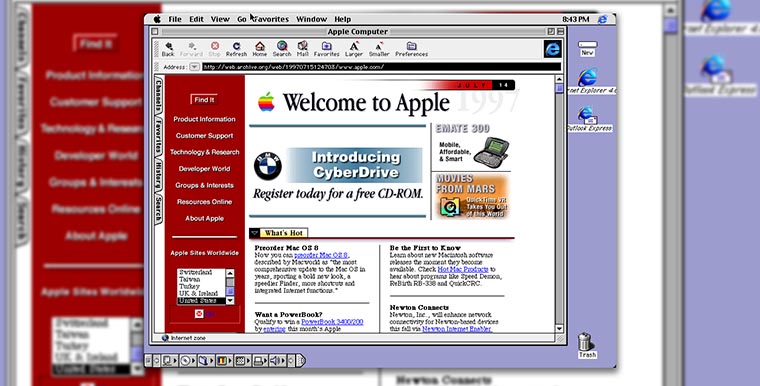 File Edit View Go Favorites Window Help 8:43 PM
Apple Computer
Back Forward Stop Refresh Home Search Mail Favorites Larger Smaller Preferences
Address: http://web.archive.org/web/19970715124709/www.apple.com/
Channels
Favorites
History
Search
Find It
Product Information
Customer Support
Technology & Research
Developer World
Groups & Interests
Resources Online
About Apple
Apple Sites Worldwide
Switzerland
Taiwan
Turkey
UK & Ireland
United States
JULY 14
1997
Welcome to Apple
BMW
Introducing
CyberDrive
Register today for a free CD-ROM.
EMATE 300
Mobile,
Affordable,
& Smart
MOVIES
FROM MARS
QuickTime VR
Takes You Out
of this World
What's Hot
Preorder Mac OS 8
Now you can preorder Mac OS 8,
described by Macworld as "the most
comprehensive update to the Mac OS in
years, sporting a bold new look, a
speedier Finder, more shortcuts and
integrated Internet functions."
Want a PowerBook?
Qualify to win a PowerBook 3400/200
by entering this month's Apple
Be the First to Know
Learn about new Macintosh software
releases the moment they become
available. Check Hot Mac Products to
hear about programs like Speed Demon,
ReBirth RB-338 and QuickCRC.
Newton Connects
Newton, Inc., will enhance network
connectivity for Newton-based devices
this fall via Newton Internet Enabler.
Internet zone
New
ernet Explorer 4.0
Outlook Express
Trash
Channels
Favorites
History
Search
Find It
Product Information
Customer Support
Technology & Research
Developer World
Groups & Interests
Resources Online
About Apple
Apple Sites Worldwide
Switzerland
Taiwan
Turkey
UK & Ireland
United States
Newton Connects
rnet Explorer 4.
Outlook Express